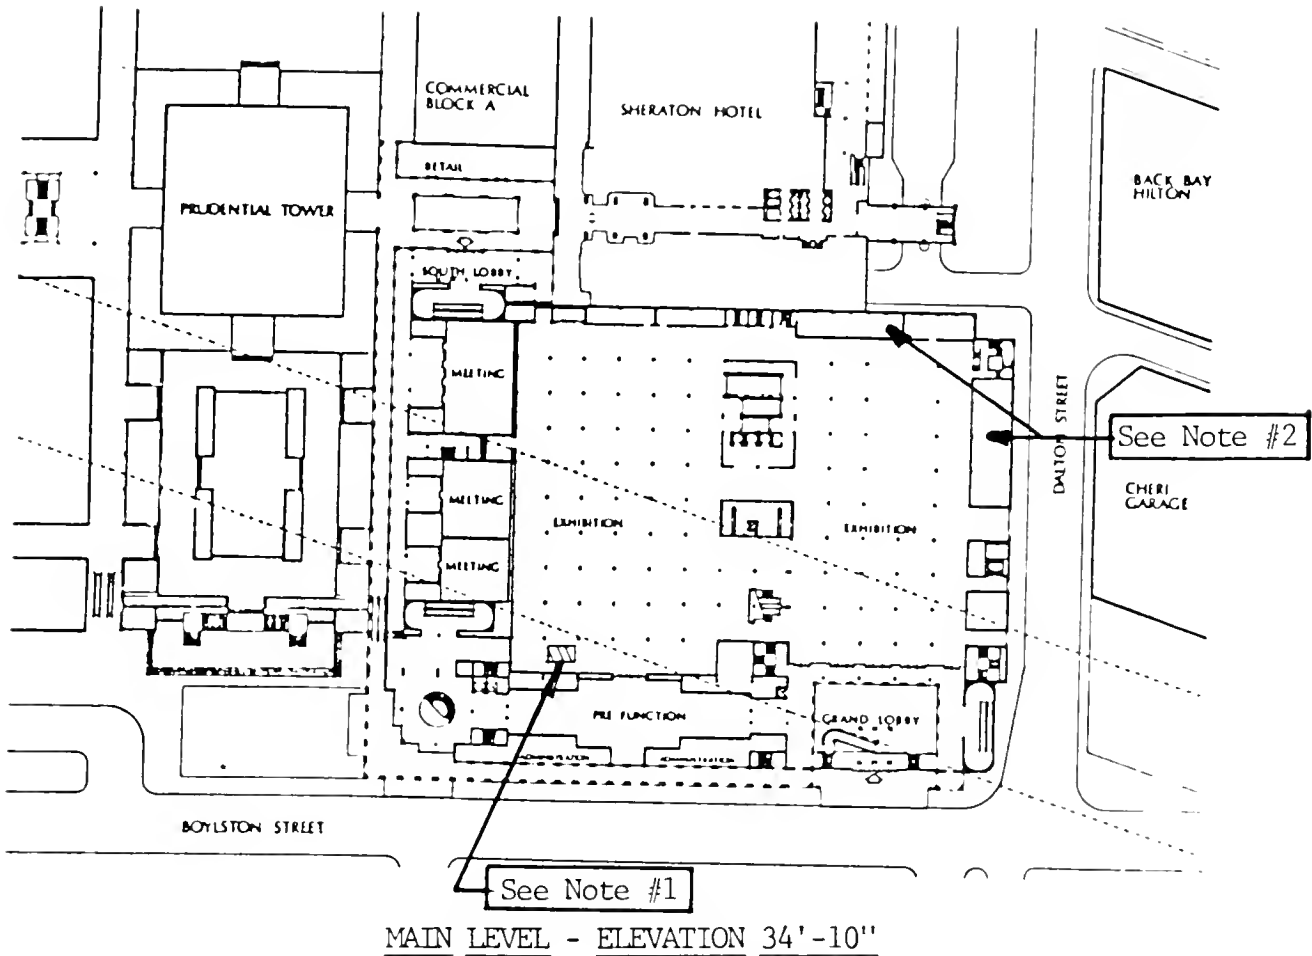 COMMERCIAL
BLOCK A
SHERATON HOTEL
RETAIL
BACK BAY
HILTON
PRUDENTIAL TOWER
SOUTH LOBBY
MEETING
DALTON STREET
See Note #2
CHERI
GARAGE
MEETING
EXHIBITION
EXHIBITION
MEETING
PRE FUNCTION
GRAND LOBBY
ADMINISTRATION
ADMINISTRATION
BOYLSTON STREET
See Note #1
MAIN LEVEL - ELEVATION 34'-10"